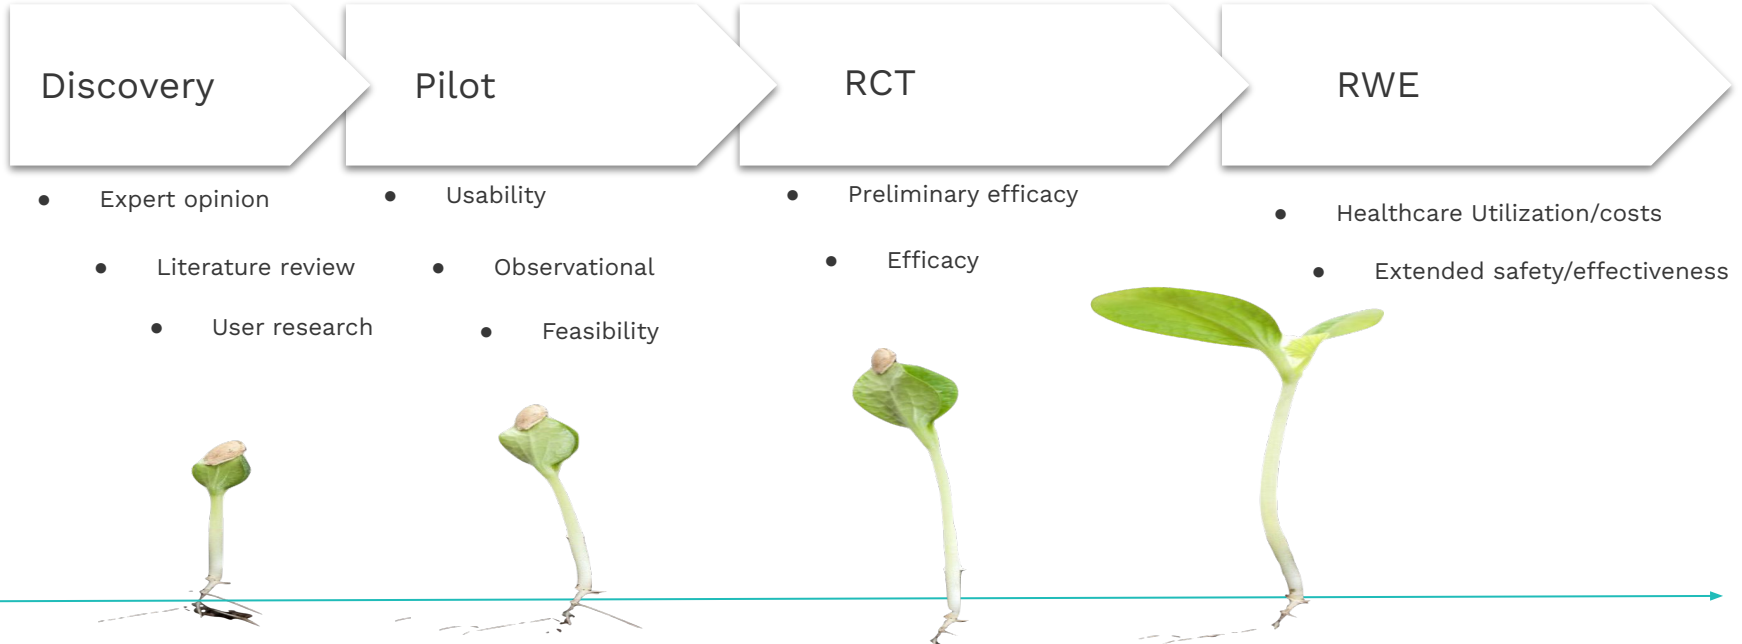 Discovery
Pilot
RCT
RWE
● Expert opinion
● Literature review
● User research
● Usability
● Observational
● Feasibility
● Preliminary efficacy
● Efficacy
● Healthcare Utilization/costs
● Extended safety/effectiveness